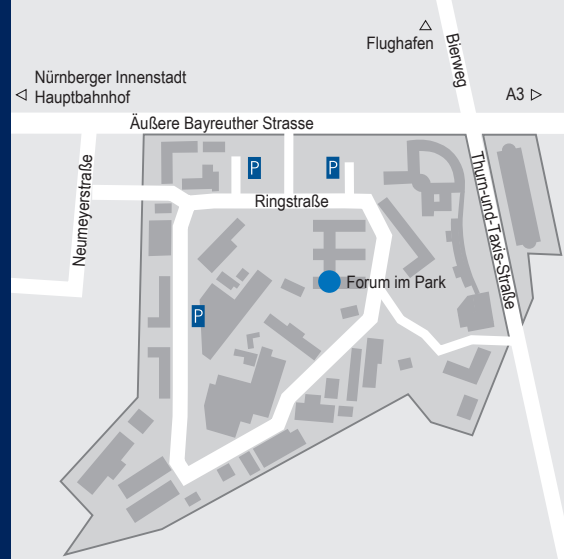 Flughafen
Bierweg
Nürnberger Innenstadt
Hauptbahnhof
A3
Äußere Bayreuther Strasse
P
P
Neumeyerstraße
Ringstraße
Thurn-und-Taxis-Straße
Forum im Park
P